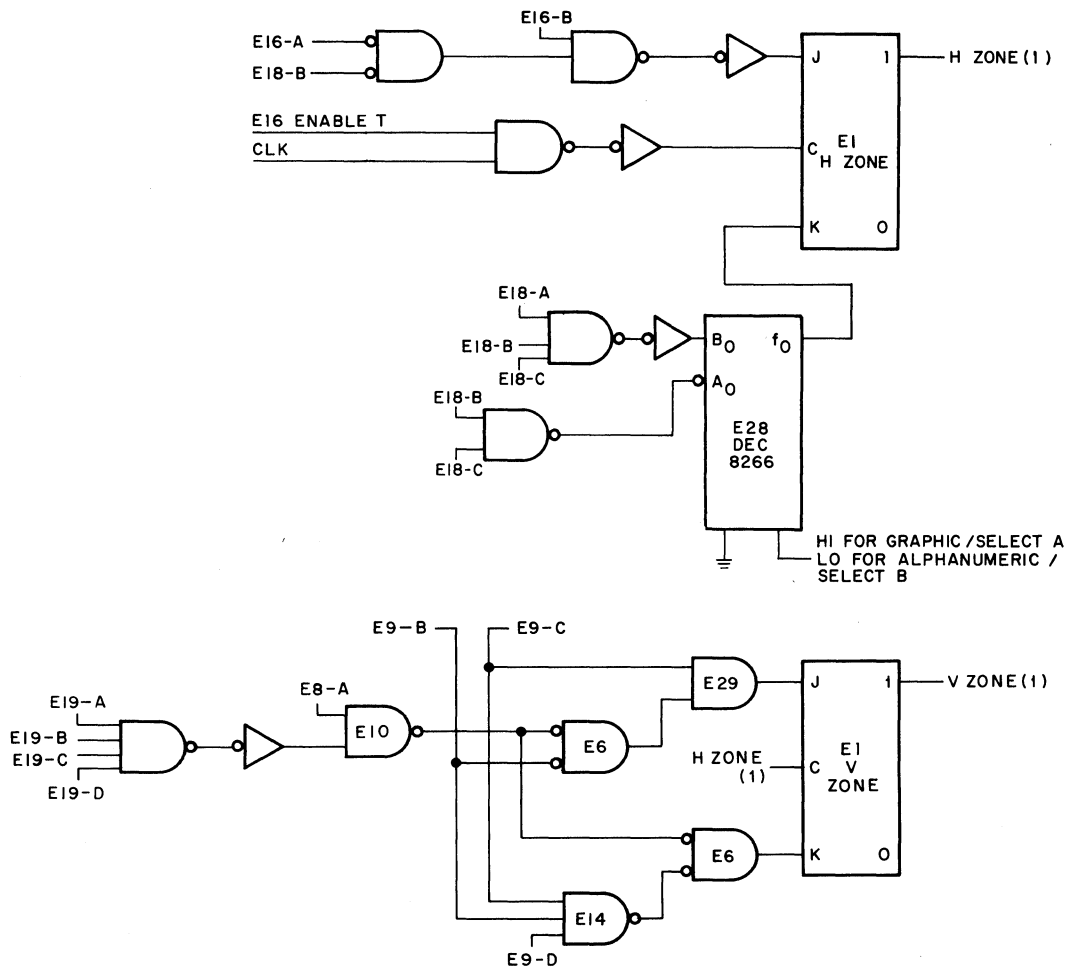 E16-B
E16-A
E18-B
J 1
H ZONE(1)
E16 ENABLE T
CLK
C
E1
H ZONE
K 0
E18-A
E18-B
E18-C
B0 f0
A0
E18-B
E18-C
E28
DEC
8266
HI FOR GRAPHIC/SELECT A
LO FOR ALPHANUMERIC /
SELECT B
E9-B
E9-C
E19-A
E19-B
E19-C
E19-D
E8-A
E10
E6
E29
J 1
V ZONE(1)
H ZONE
(1)
C
E1
V
ZONE
E6
K 0
E14
E9-D